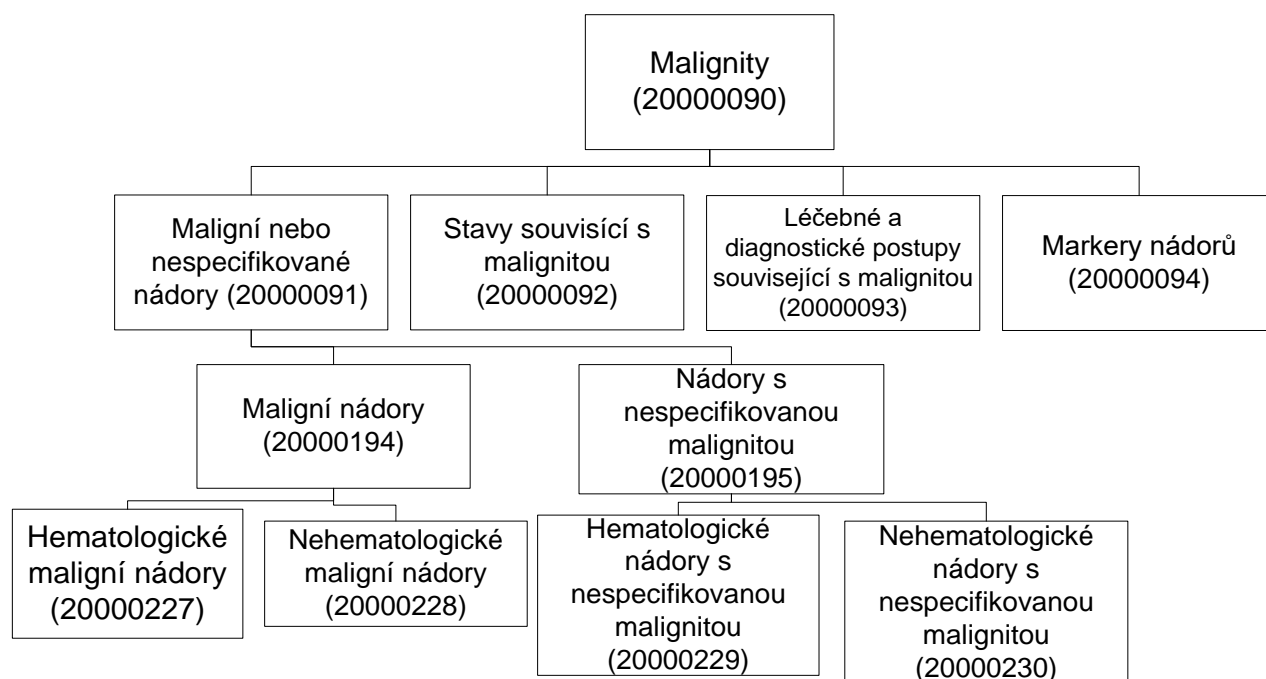 Malignity
(20000090)
Maligní nebo
nespecifikované
nádory (20000091)
Stavy souvisící s
malignitou
(20000092)
Léčebné a
diagnostické postupy
související s malignitou
(20000093)
Markery nádorů
(20000094)
Maligní nádory
(20000194)
Nádory s
nespecifikovanou
malignitou
(20000195)
Hematologické
maligní nádory
(20000227)
Nehematologické
maligní nádory
(20000228)
Hematologické
nádory s
nespecifikovanou
malignitou
(20000229)
Nehematologické
nádory s
nespecifikovanou
malignitou
(20000230)